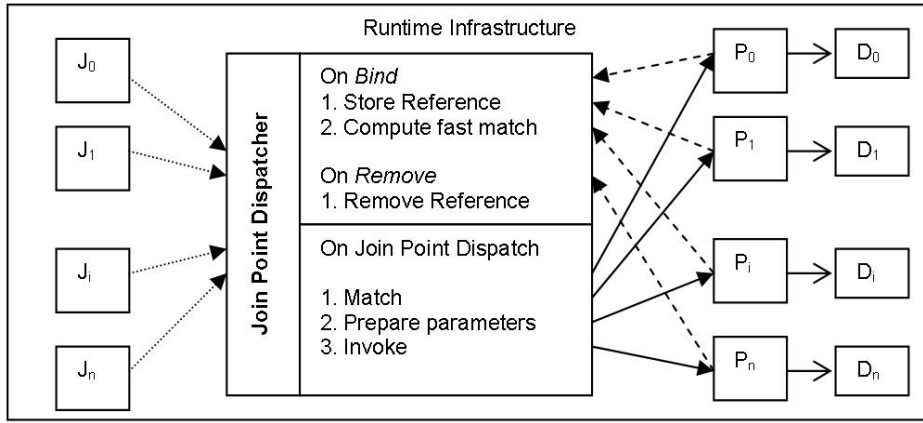 Runtime Infrastructure
J0
J1
Ji
Jn
Join Point Dispatcher
On Bind
1. Store Reference
2. Compute fast match
On Remove
1. Remove Reference
On Join Point Dispatch
1. Match
2. Prepare parameters
3. Invoke
P0
D0
P1
D1
Pi
Di
Pn
Dn